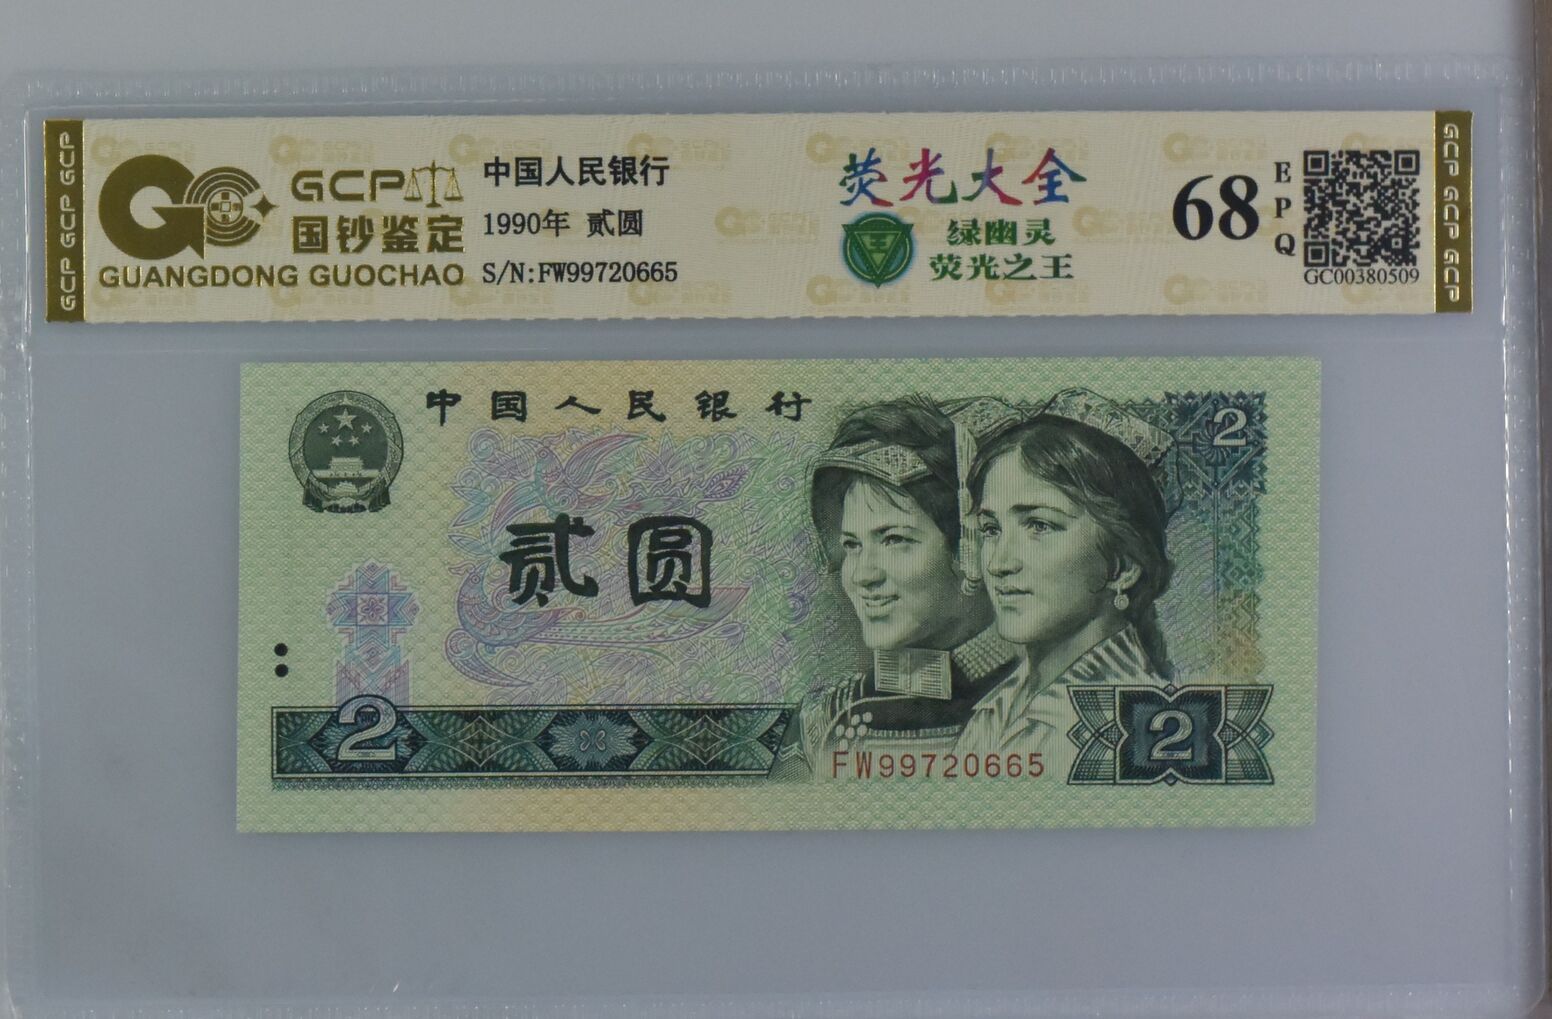 GCP GCP GCP
GCP
国钞鉴定
GUANGDONG GUOCHAO
中国人民银行
1990年 贰圆
S/N:FW99720665
荧光大全
绿幽灵
荧光之王
68
EPQ
GC00380509
GCP GCP GCP
中国人民银行
2
贰圆
2
2
FW99720665